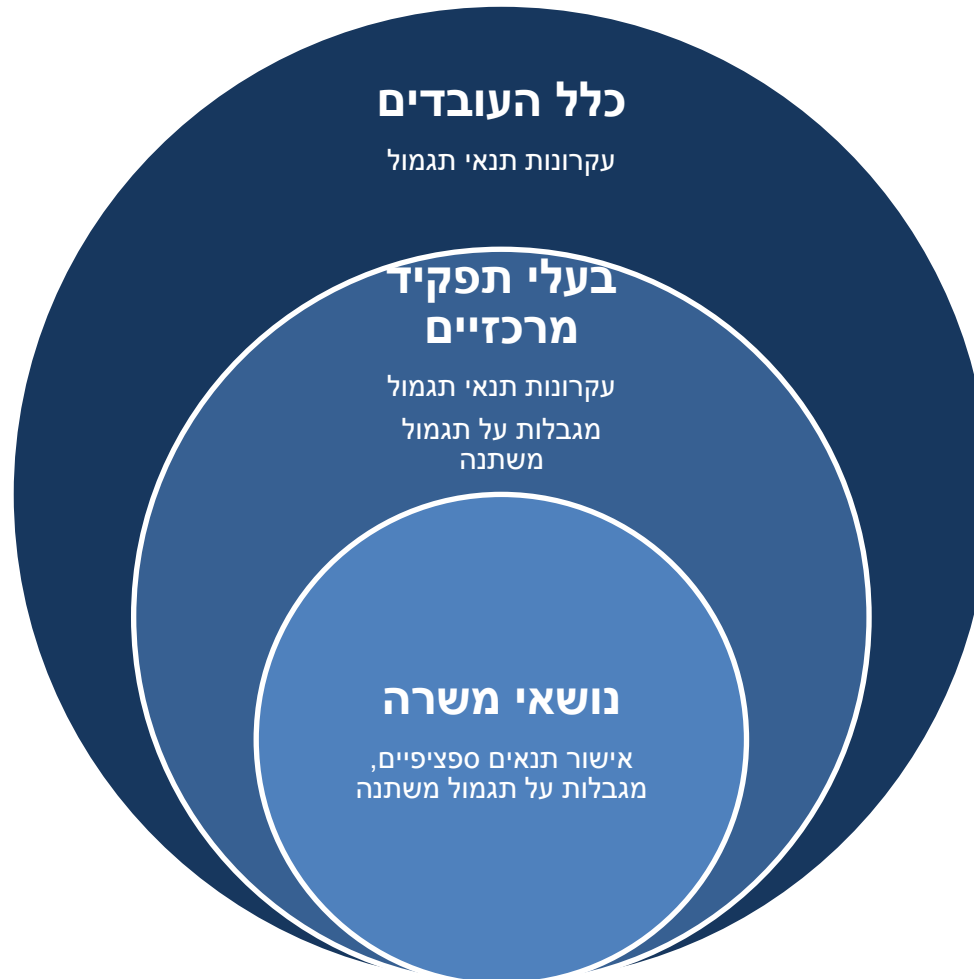 כלל העובדים
עקרונות תנאי תגמול
בעלי תפקיד
מרכזיים
עקרונות תנאי תגמול
מגבלות על תגמול
משתנה
נושאי משרה
אישור תנאים ספציפיים,
מגבלות על תגמול משתנה